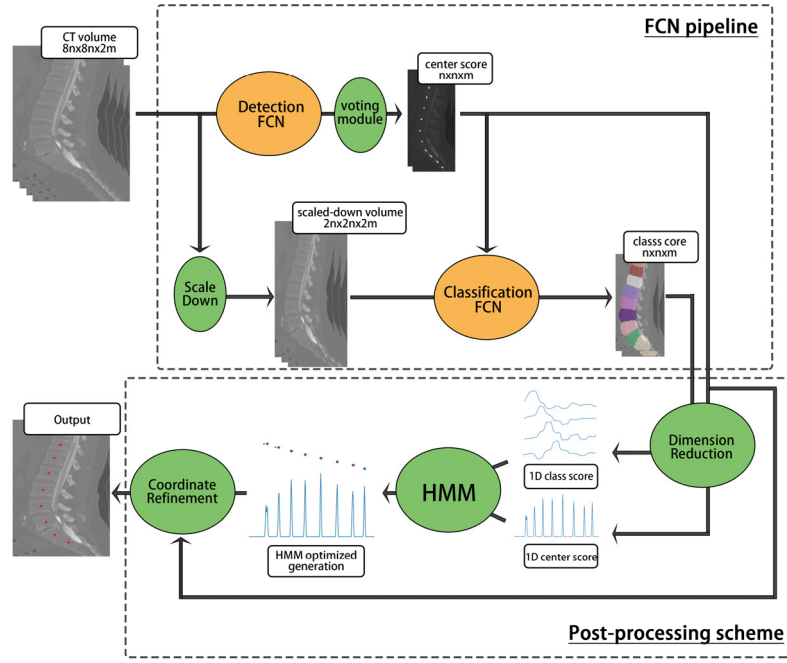 FCN pipeline
CT volume
8nx8nx2m
Detection
FCN
voting
module
center score
nxnxm
scaled-down volume
2nx2nx2m
Scale
Down
Classification
FCN
classs core
nxnxm
Output
Coordinate
Refinement
HMM optimized
generation
HMM
1D class score
1D center score
Dimension
Reduction
Post-processing scheme